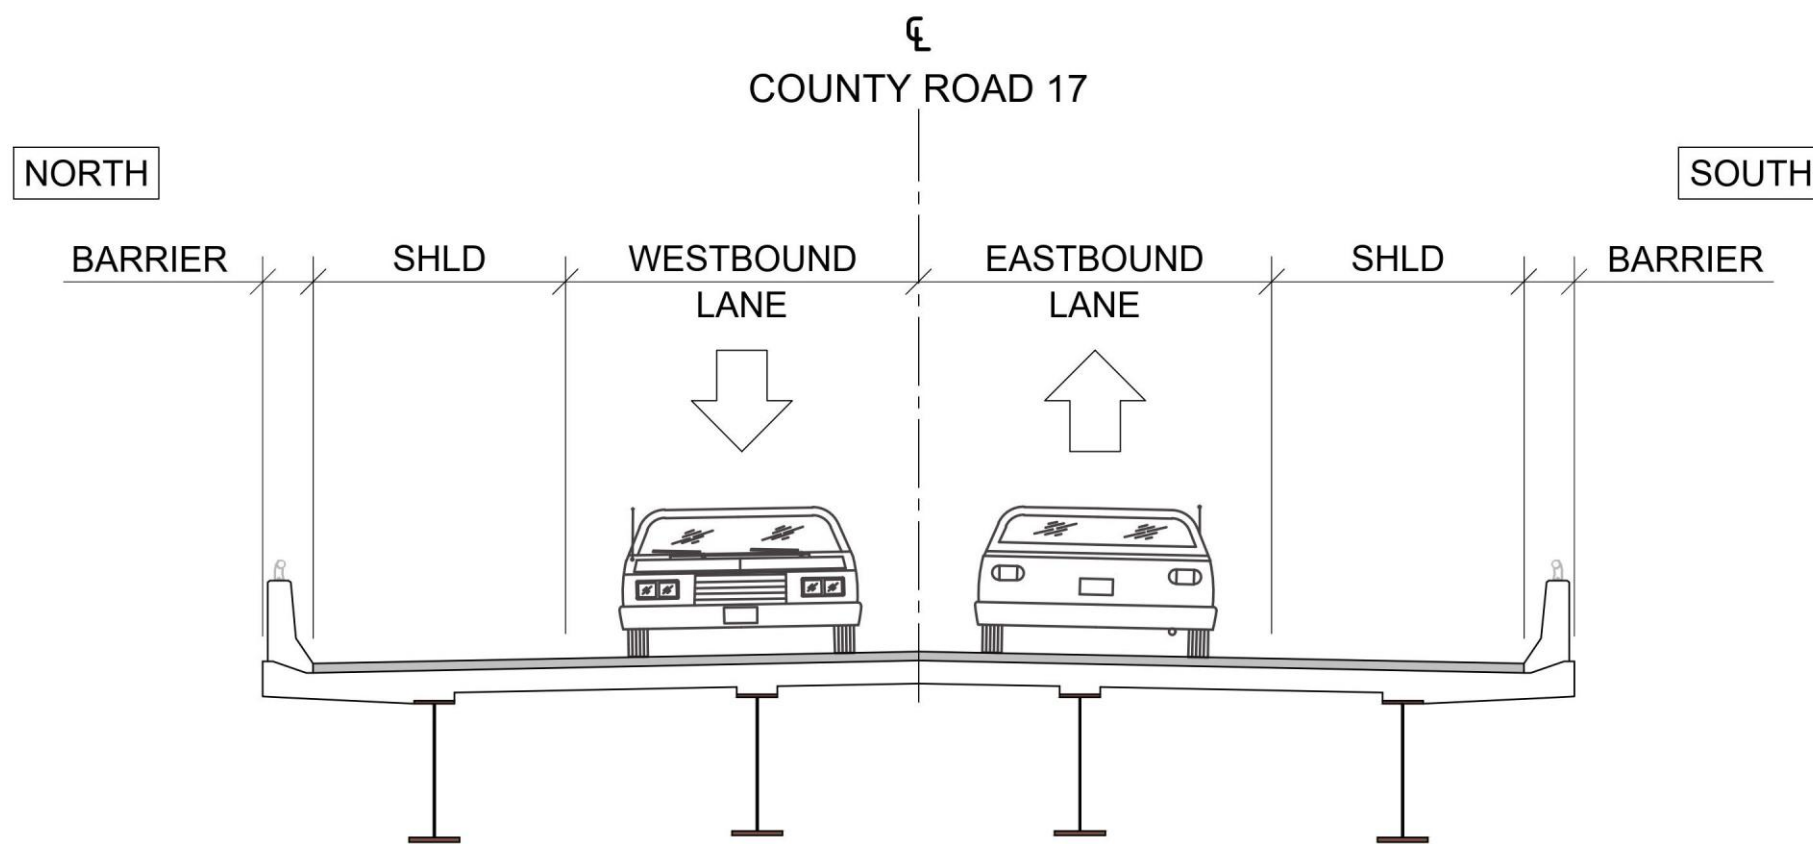 ℄
COUNTY ROAD 17
NORTH
SOUTH
BARRIER SHLD WESTBOUND EASTBOUND SHLD BARRIER
LANE LANE